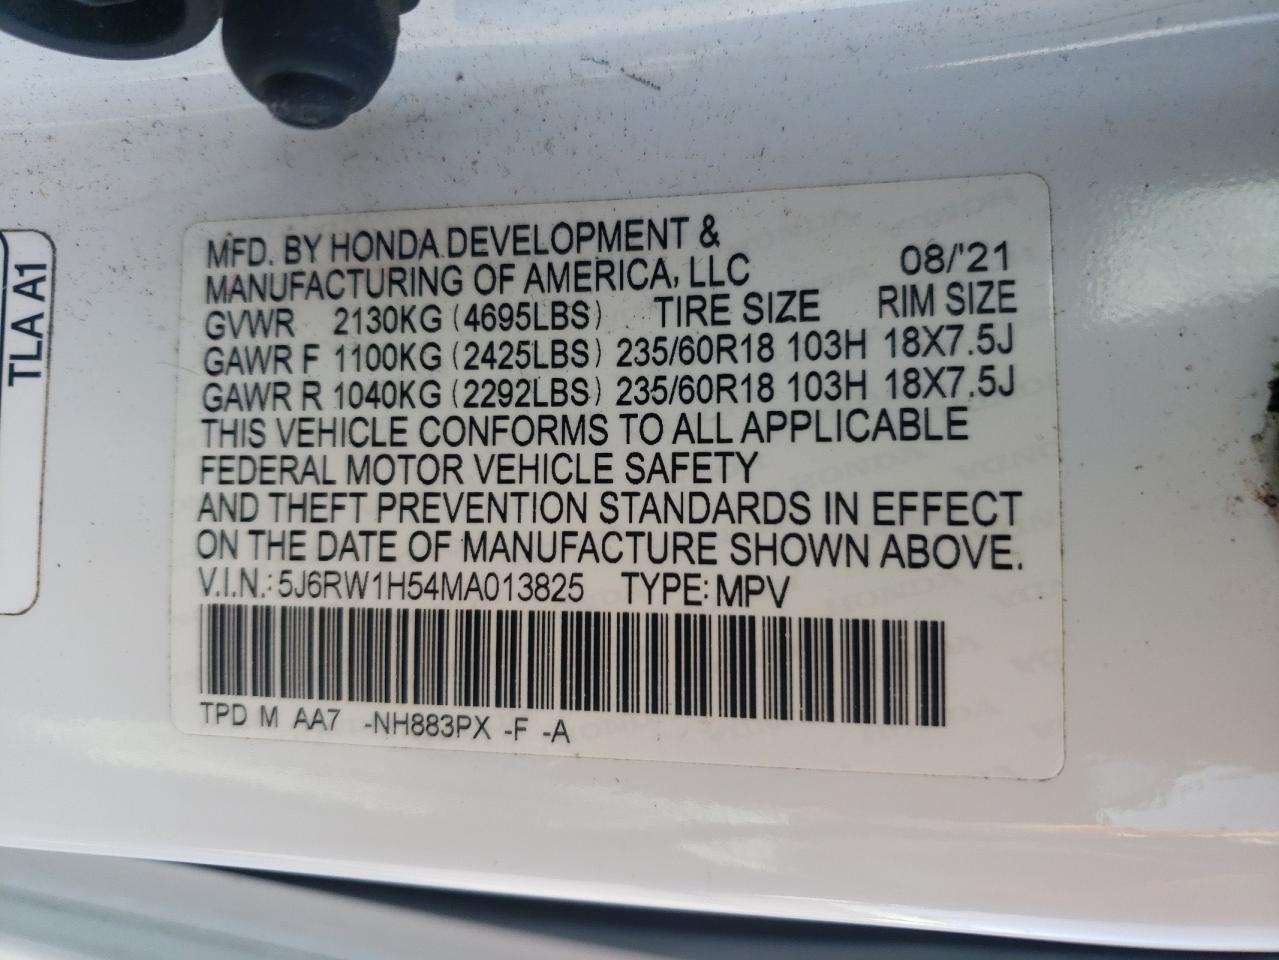 TLA A1
MFD. BY HONDA DEVELOPMENT &
MANUFACTURING OF AMERICA, LLC 08/'21
GVWR 2130KG (4695LBS) TIRE SIZE RIM SIZE
GAWR F 1100KG (2425LBS) 235/60R18 103H 18X7.5J
GAWR R 1040KG (2292LBS) 235/60R18 103H 18X7.5J
THIS VEHICLE CONFORMS TO ALL APPLICABLE
FEDERAL MOTOR VEHICLE SAFETY
AND THEFT PREVENTION STANDARDS IN EFFECT
ON THE DATE OF MANUFACTURE SHOWN ABOVE.
V.I.N.: 5J6RW1H54MA013825 TYPE: MPV
TPD M AA7 -NH883PX -F -A